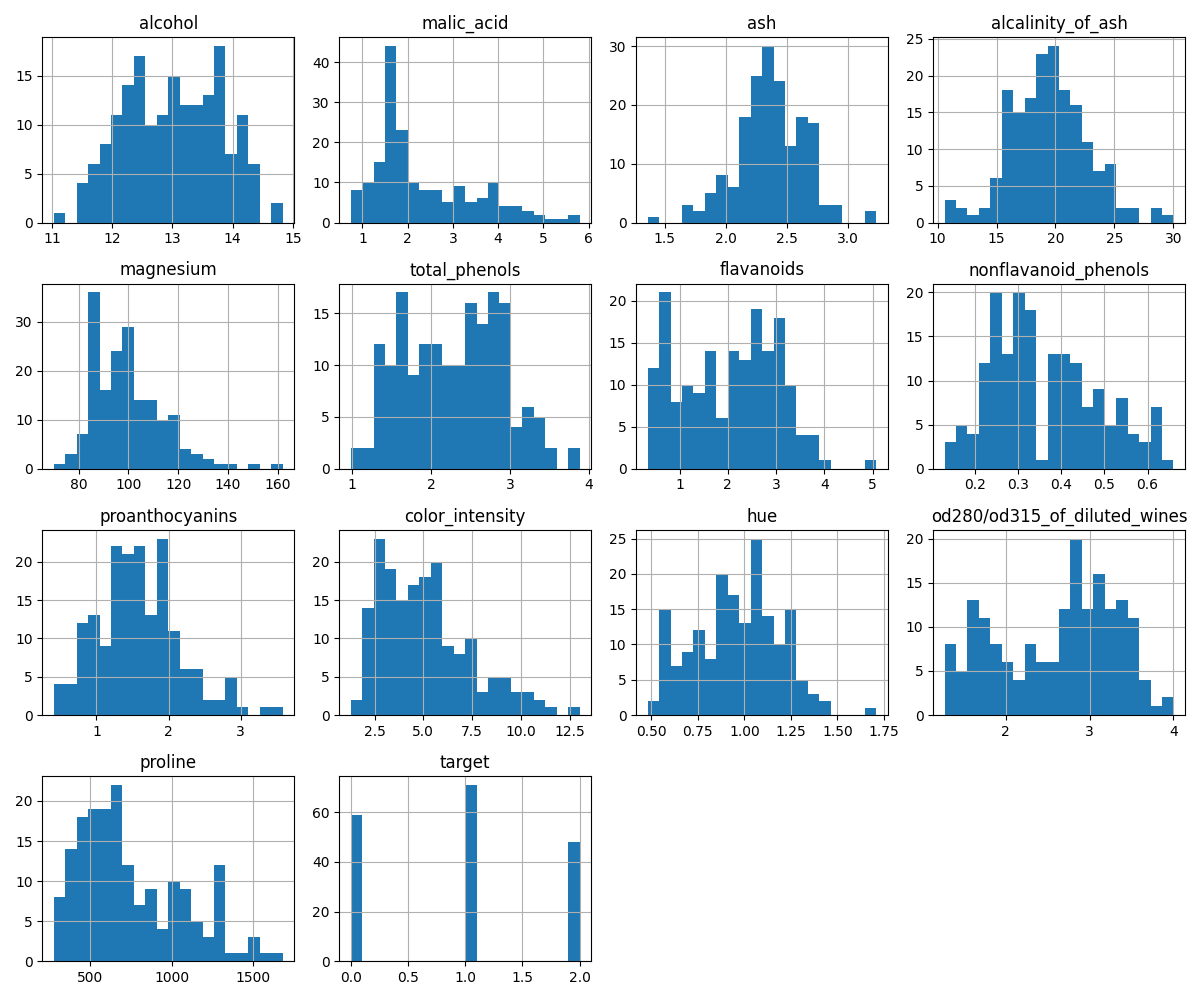 alcohol malic_acid ash alcalinity_of_ash
15 10 5 0 40 30 20 10 0 30 20 10 0 25 20 15 10 5 0
11 12 13 14 15 1 2 3 4 5 6 1.5 2.0 2.5 3.0 10 15 20 25 30
magnesium total_phenols flavanoids nonflavanoid_phenols
30 20 10 0 15 10 5 0 20 15 10 5 0 20 15 10 5 0
80 100 120 140 160 1 2 3 4 1 2 3 4 5 0.2 0.3 0.4 0.5 0.6
proanthocyanins color_intensity hue od280/od315_of_diluted_wines
20 15 10 5 0 20 15 10 5 0 25 20 15 10 5 0 20 15 10 5 0
1 2 3 2.5 5.0 7.5 10.0 12.5 0.50 0.75 1.00 1.25 1.50 1.75 2 3 4
proline target
20 15 10 5 0 60 40 20 0
500 1000 1500 0.0 0.5 1.0 1.5 2.0